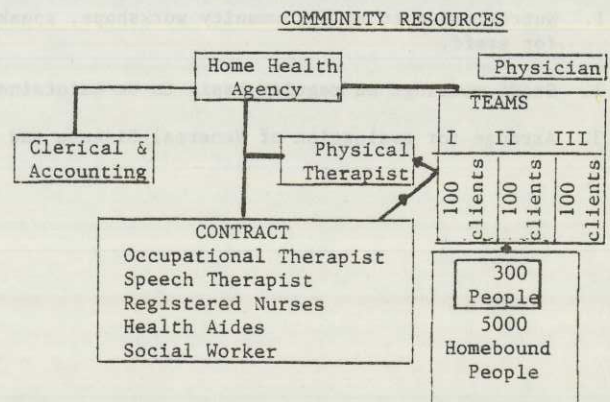 COMMUNITY RESOURCES
Home Health
Agency
Physician
Clerical &
Accounting
Physical
Therapist
TEAMS
II III
100
clients
100
clients
100
clients
CONTRACT
Occupational Therapist
Speech Therapist
Registered Nurses
Health Aides
Social Worker
300
People
5000
Homebound
People